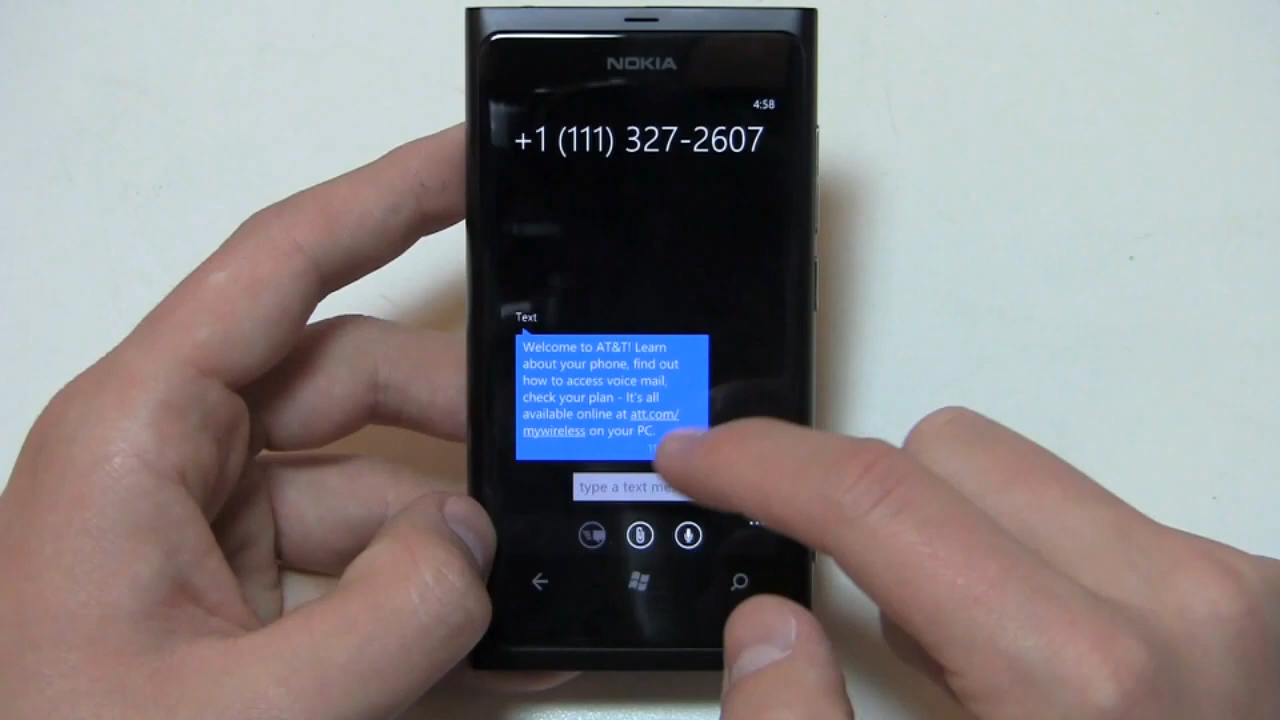 NOKIA
4:58
+1 (111) 327-2607
Text
Welcome to AT&T! Learn
about your phone, find out
how to access voice mail,
check your plan - It's all
available online at att.com/
mywireless on your PC.
type a text